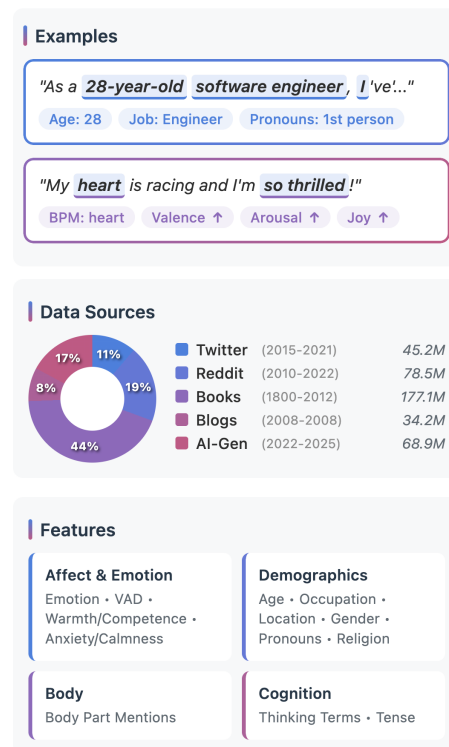 Examples
"As a 28-year-old software engineer, I've'..."
Age: 28 Job: Engineer Pronouns: 1st person
"My heart is racing and I'm so thrilled!"
BPM: heart Valence ↑ Arousal ↑ Joy ↑
Data Sources
17% 11%
8% 19%
44%
Twitter (2015-2021) 45.2M
Reddit (2010-2022) 78.5M
Books (1800-2012) 177.1M
Blogs (2008-2008) 34.2M
AI-Gen (2022-2025) 68.9M
Features
Affect & Emotion
Emotion • VAD •
Warmth/Competence •
Anxiety/Calmness
Demographics
Age • Occupation •
Location • Gender •
Pronouns • Religion
Body
Body Part Mentions
Cognition
Thinking Terms • Tense